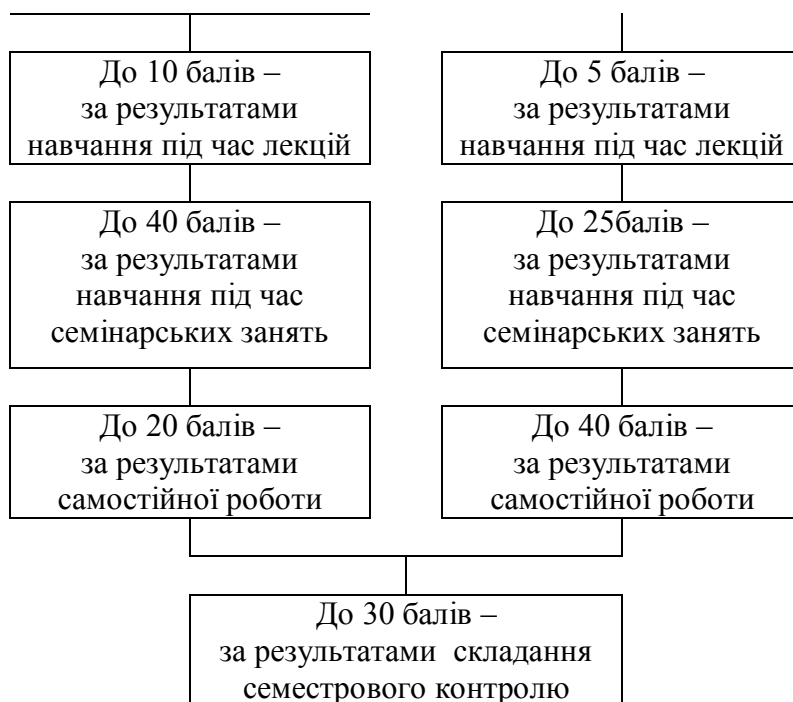 До 10 балів –
за результатами
навчання під час лекцій
До 5 балів –
за результатами
навчання під час лекцій
До 40 балів –
за результатами
навчання під час
семінарських занять
До 25балів –
за результатами
навчання під час
семінарських занять
До 20 балів –
за результатами
самостійної роботи
До 40 балів –
за результатами
самостійної роботи
До 30 балів –
за результатами складання
семестрового контролю